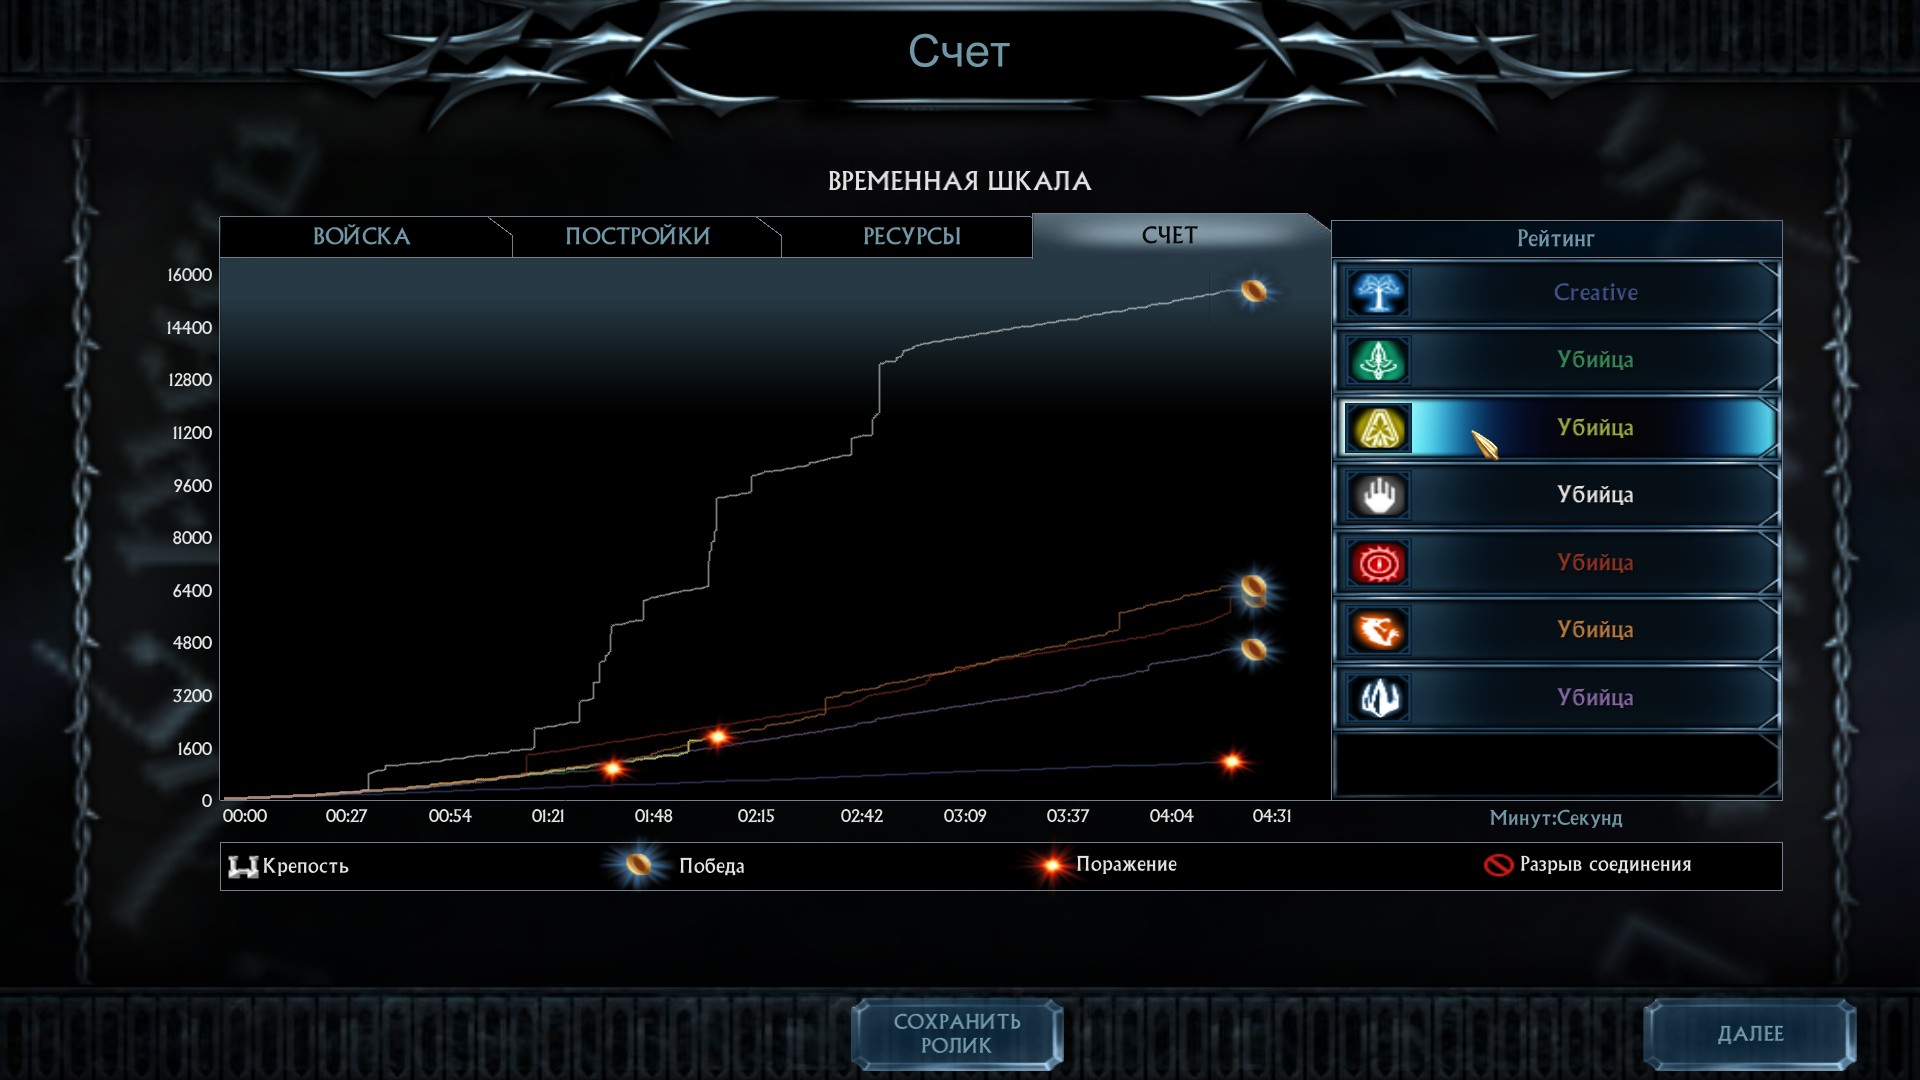 Счет
ВРЕМЕННАЯ ШКАЛА
ВОЙСКА
ПОСТРОЙКИ
РЕСУРСЫ
СЧЕТ
Рейтинг
16000
14400
12800
11200
9600
8000
6400
4800
3200
1600
0
Creative
Убийца
Убийца
Убийца
Убийца
Убийца
Убийца
00:00
00:27
00:54
01:21
01:48
02:15
02:42
03:09
03:37
04:04
04:31
Минут:Секунд
Крепость
Победа
Поражение
Разрыв соединения
СОХРАНИТЬ
РОЛИК
ДАЛЕЕ